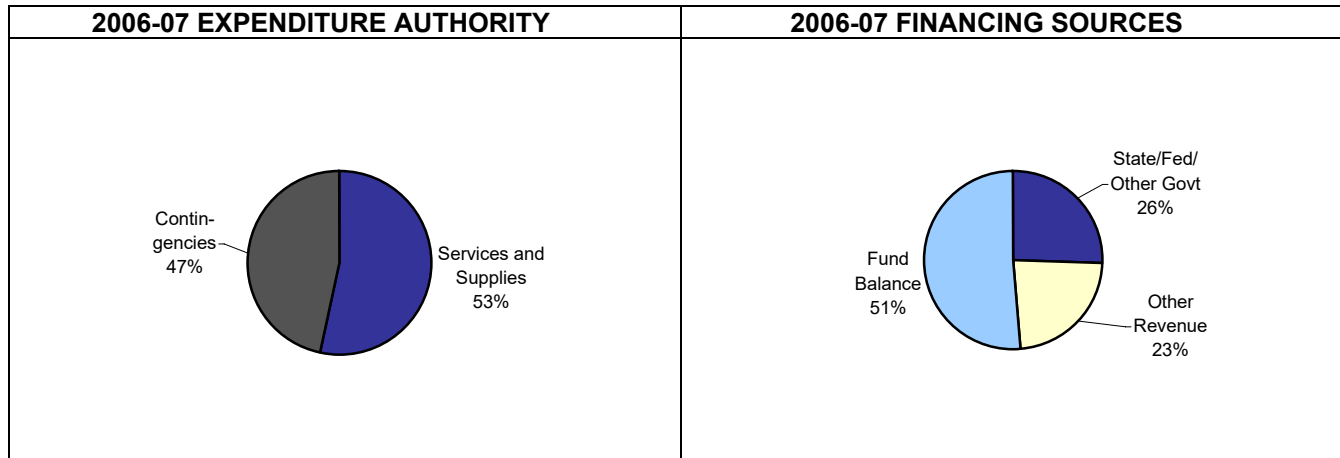 2006-07 EXPENDITURE AUTHORITY
Contin-
gencies
47%
Services and
Supplies
53%
2006-07 FINANCING SOURCES
State/Fed/
Other Govt
26%
Fund
Balance
51%
Other
Revenue
23%